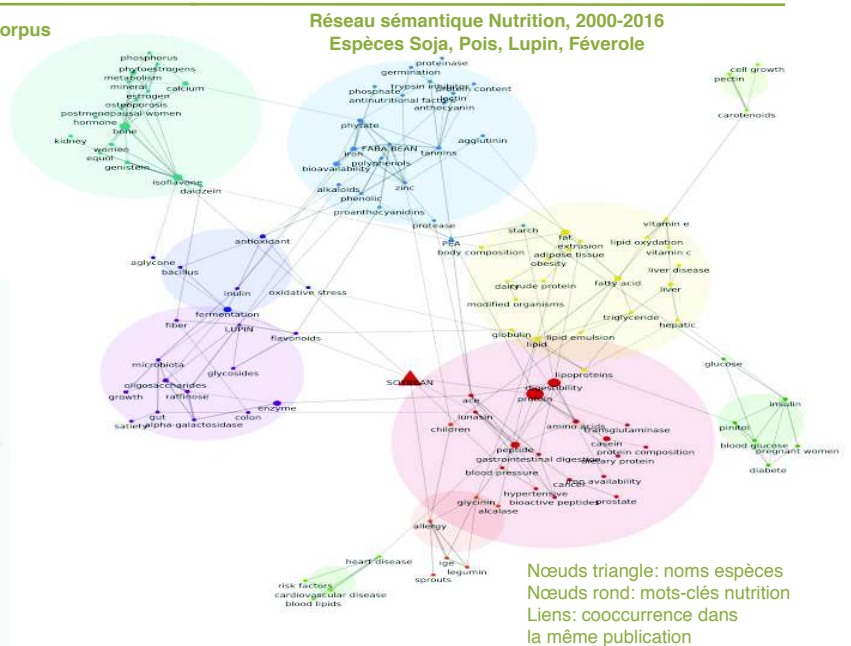 orpus
Réseau sémantique Nutrition, 2000-2016
Espèces Soja, Pois, Lupin, Féverole
phosphorus
phytoestrogens
metabolism
mineral
calcium
estrogen
osteoporosis
postmenopausal women
hormone
bone
kidney
women
equol
genistein
isoflavone
daidzein
proteinase
germination
trypsin inhibitor
protein content
phosphate
lectin
antinutritional factors
anthocyanin
phytate
agglutinin
FABA BEAN
iron
tannins
polyphenols
bioavailability
zinc
alkaloids
phenolic
proanthocyanidins
protease
PEA
cell growth
pectin
carotenoids
starch
vitamin e
fat
extrusion
lipid oxydation
body composition
adipose tissue
vitamin c
obesity
liver disease
dairy
crude protein
fatty acid
liver
modified organisms
triglyceride
hepatic
globulin
lipid emulsion
lipid
antioxidant
aglycone
bacillus
inulin
oxidative stress
fermentation
fiber
LUPIN
flavonoids
microbiota
glycosides
oligosaccharides
growth
raffinose
enzyme
gut
colon
satiety
alpha-galactosidase
SOYBEAN
lipoproteins
digestibility
protein
ace
lunasin
children
amino acids
transglutaminase
casein
peptide
protein composition
gastrointestinal digestion
dietary protein
blood pressure
cancer
iron availability
hypertensive
glycinin
bioactive peptides
prostate
alcalase
allergy
glucose
insulin
pinitol
blood glucose
pregnant women
diabete
heart disease
ige
legumin
sprouts
risk factors
cardiovascular disease
blood lipids
Nœuds triangle: noms espèces
Nœuds rond: mots-clés nutrition
Liens: cooccurrence dans
la même publication